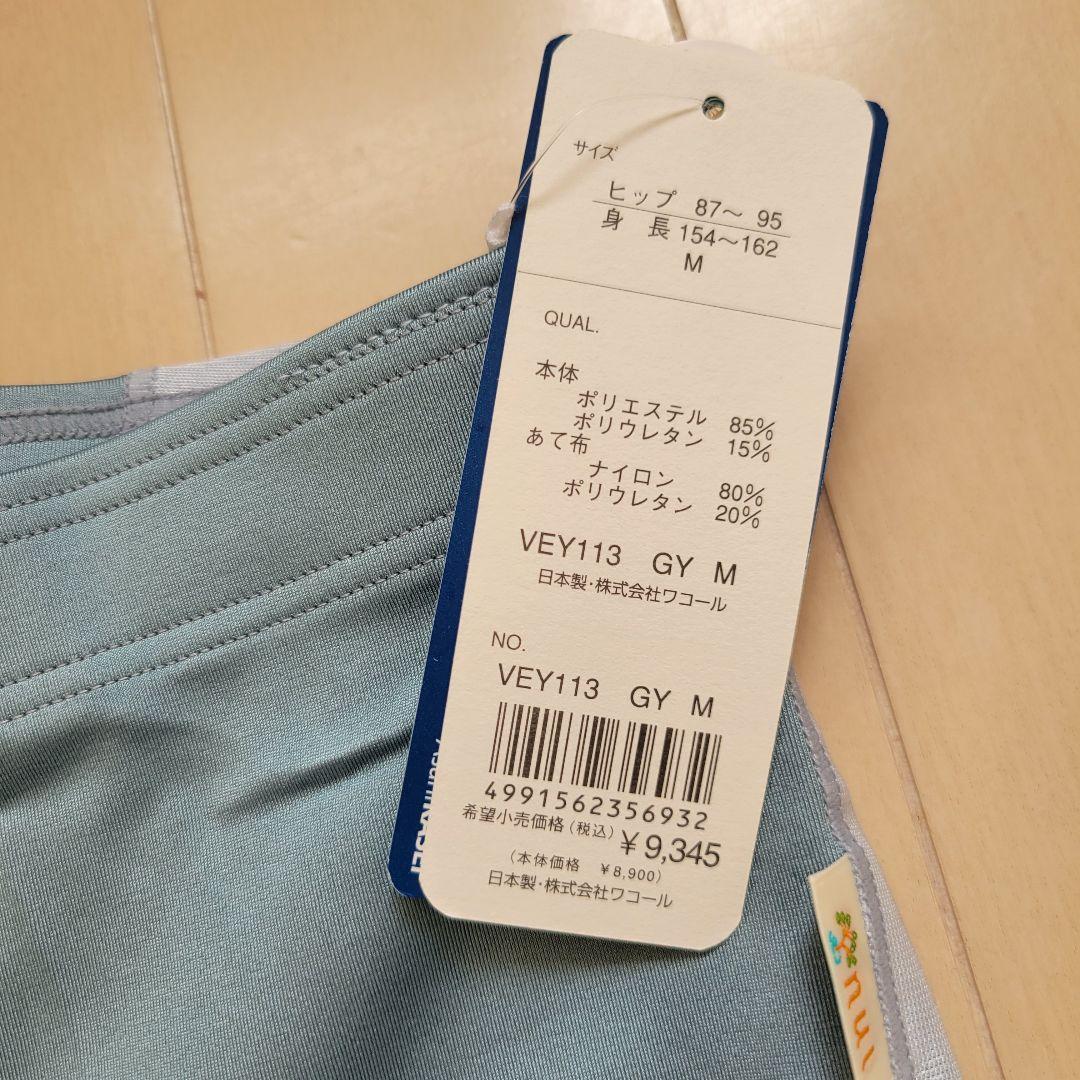 サイズ
ヒップ 87〜 95
身 長 154〜162
M
QUAL.
本体
ポリエステル 85%
ポリウレタン 15%
あて布
ナイロン 80%
ポリウレタン 20%
VEY113 GY M
日本製・株式会社ワコール
NO.
VEY113 GY M
4991562356932
希望小売価格(税込) ¥9,345
(本体価格 ¥8,900)
日本製・株式会社ワコール
nui